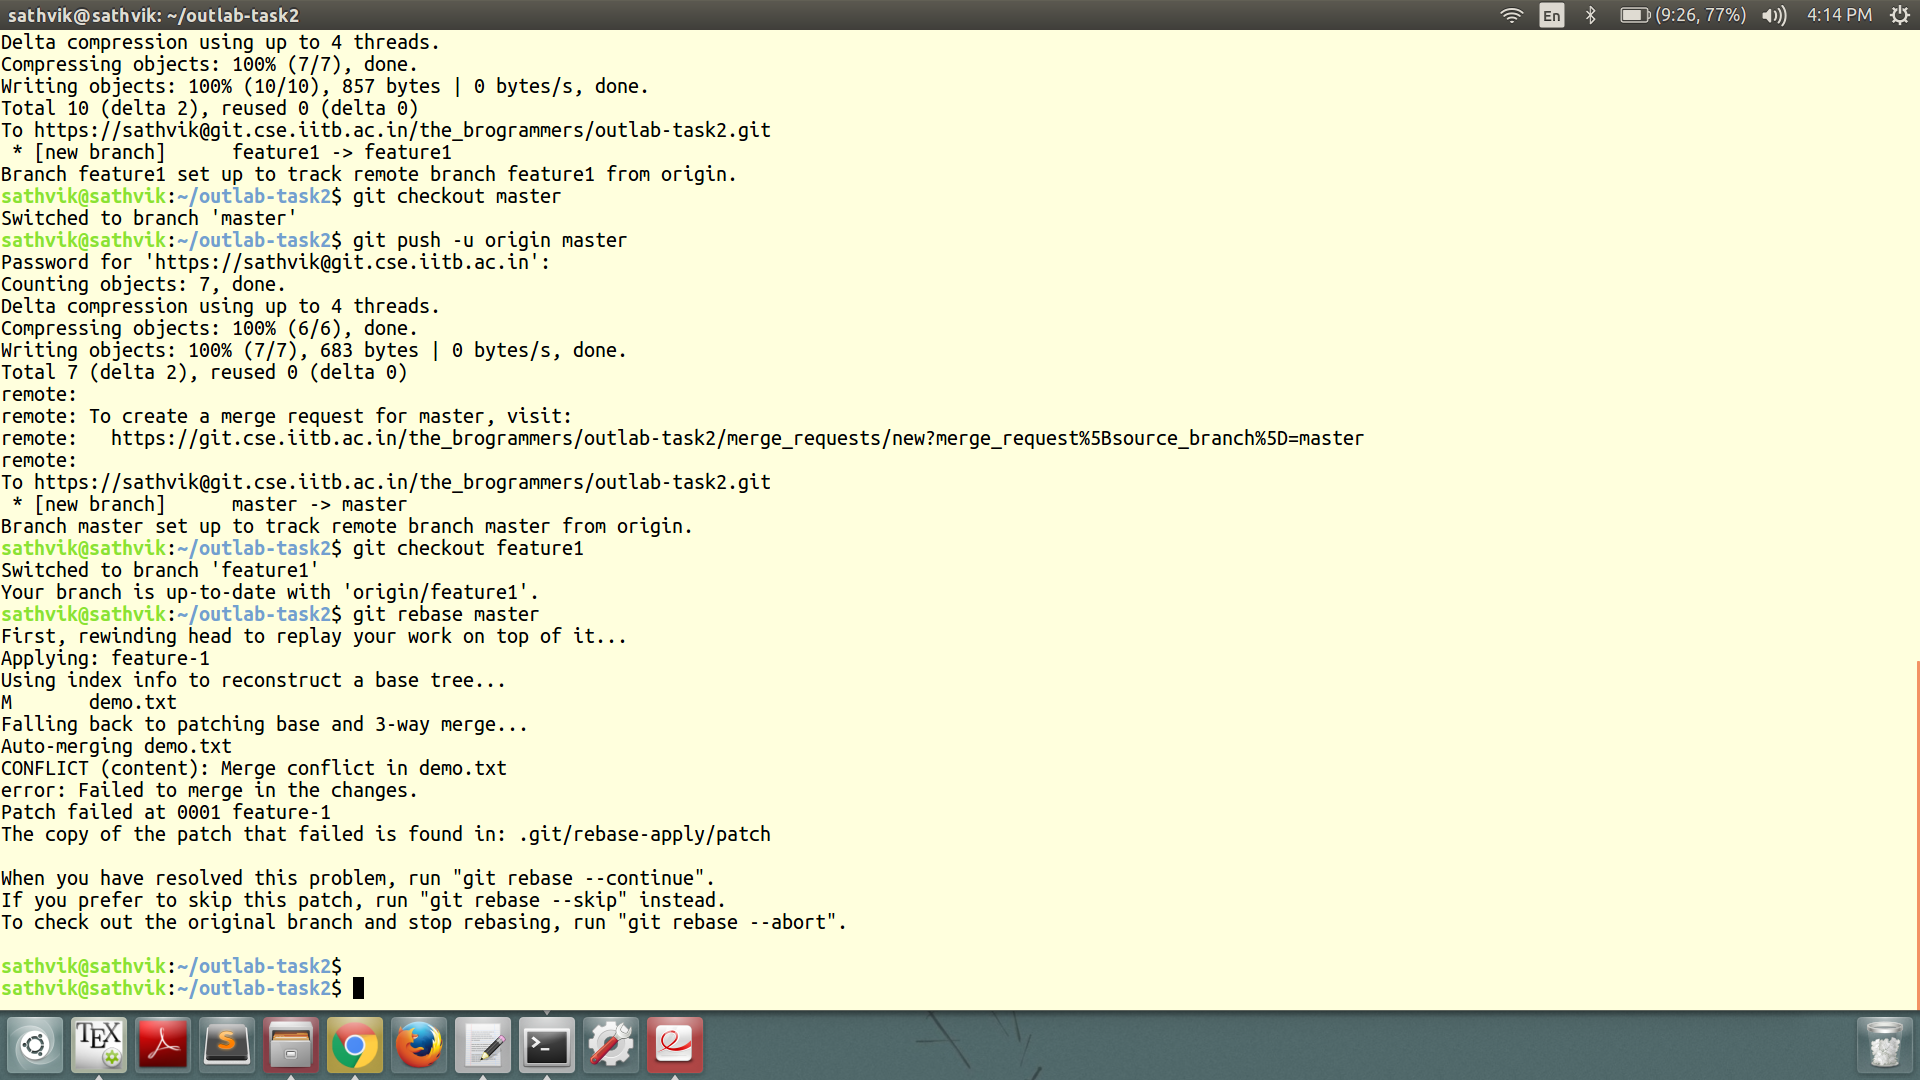 sathvik@sathvik: ~/outlab-task2
En
(9:26, 77%)
4:14 PM
Delta compression using up to 4 threads.
Compressing objects: 100% (7/7), done.
Writing objects: 100% (10/10), 857 bytes | 0 bytes/s, done.
Total 10 (delta 2), reused 0 (delta 0)
To https://sathvik@git.cse.iitb.ac.in/the_brogrammers/outlab-task2.git
 * [new branch]      feature1 -> feature1
Branch feature1 set up to track remote branch feature1 from origin.
sathvik@sathvik:~/outlab-task2$ git checkout master
Switched to branch 'master'
sathvik@sathvik:~/outlab-task2$ git push -u origin master
Password for 'https://sathvik@git.cse.iitb.ac.in':
Counting objects: 7, done.
Delta compression using up to 4 threads.
Compressing objects: 100% (6/6), done.
Writing objects: 100% (7/7), 683 bytes | 0 bytes/s, done.
Total 7 (delta 2), reused 0 (delta 0)
remote:
remote: To create a merge request for master, visit:
remote:   https://git.cse.iitb.ac.in/the_brogrammers/outlab-task2/merge_requests/new?merge_request%5Bsource_branch%5D=master
remote:
To https://sathvik@git.cse.iitb.ac.in/the_brogrammers/outlab-task2.git
 * [new branch]      master -> master
Branch master set up to track remote branch master from origin.
sathvik@sathvik:~/outlab-task2$ git checkout feature1
Switched to branch 'feature1'
Your branch is up-to-date with 'origin/feature1'.
sathvik@sathvik:~/outlab-task2$ git rebase master
First, rewinding head to replay your work on top of it...
Applying: feature-1
Using index info to reconstruct a base tree...
M       demo.txt
Falling back to patching base and 3-way merge...
Auto-merging demo.txt
CONFLICT (content): Merge conflict in demo.txt
error: Failed to merge in the changes.
Patch failed at 0001 feature-1
The copy of the patch that failed is found in: .git/rebase-apply/patch
When you have resolved this problem, run "git rebase --continue".
If you prefer to skip this patch, run "git rebase --skip" instead.
To check out the original branch and stop rebasing, run "git rebase --abort".
sathvik@sathvik:~/outlab-task2$
sathvik@sathvik:~/outlab-task2$
TEX
S